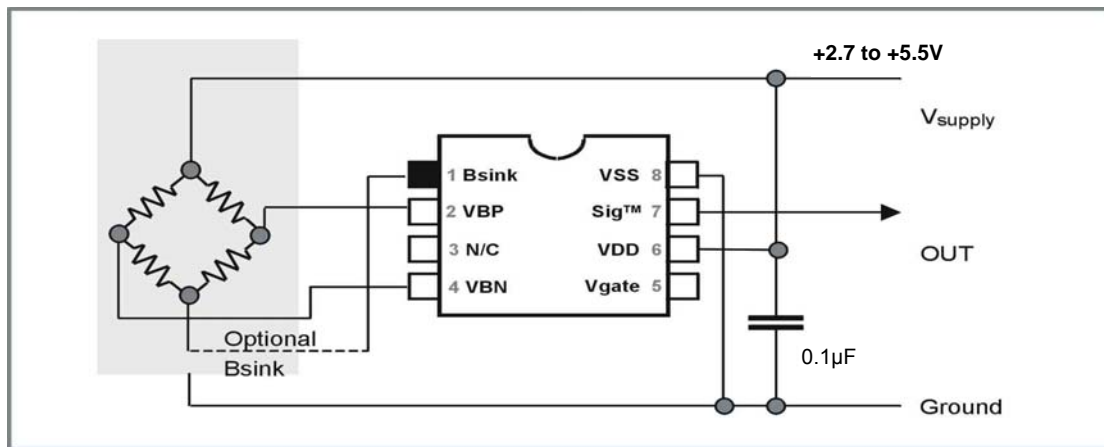 +2.7 to +5.5V
Vsupply
1 Bsink
VSS 8
2 VBP
Sig™ 7
3 N/C
VDD 6
OUT
4 VBN
Vgate 5
Optional
Bsink
0.1µF
Ground